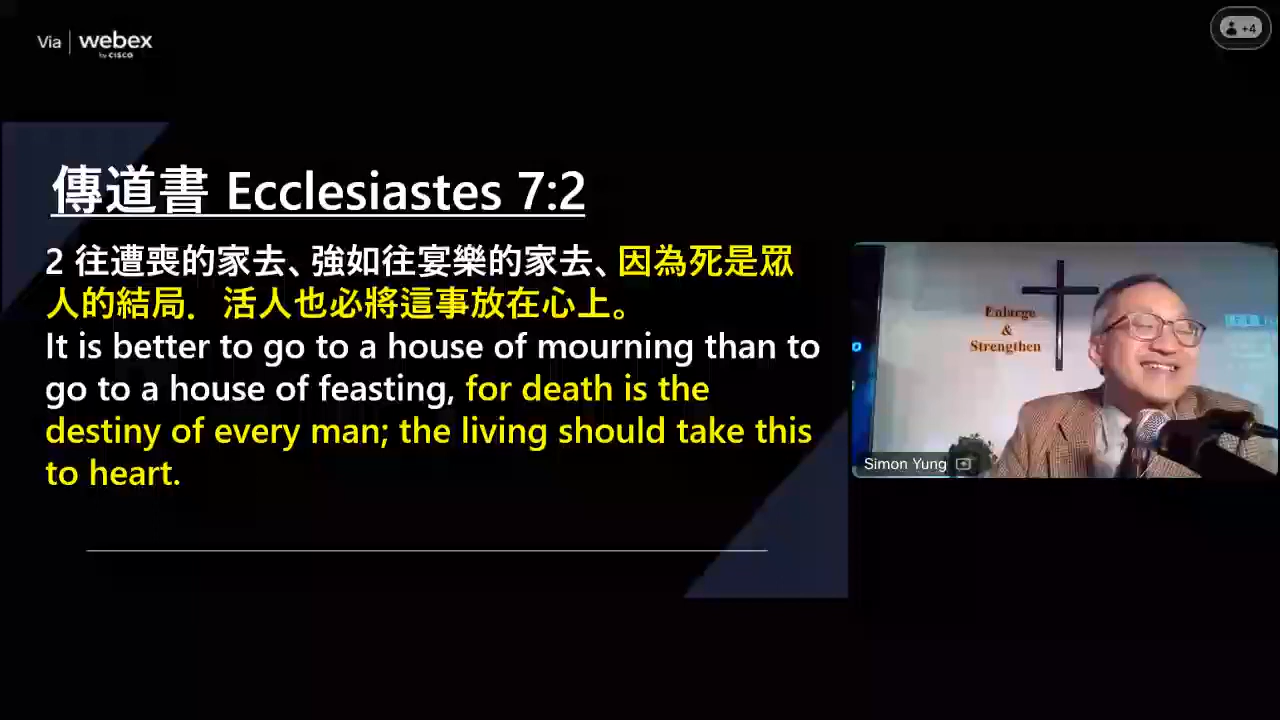 Via webex
by CISCO
+4
傳道書 Ecclesiastes 7:2
2 往遭喪的家去、強如往宴樂的家去、因為死是眾
人的結局．活人也必將這事放在心上。
It is better to go to a house of mourning than to
go to a house of feasting, for death is the
destiny of every man; the living should take this
to heart.
Enlarge
&
Strengthen
Simon Yung